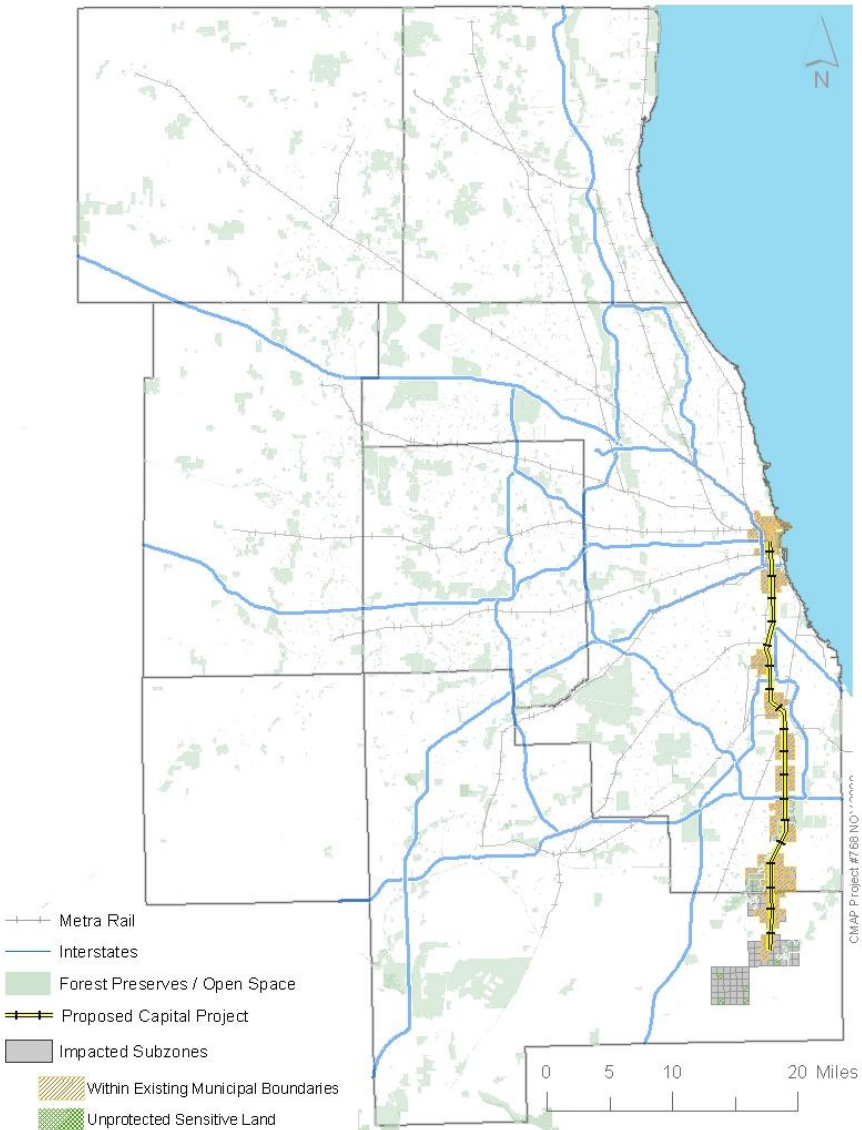 N
CMAP Project #768 NOV
Metra Rail
Interstates
Forest Preserves / Open Space
Proposed Capital Project
Impacted Subzones
Within Existing Municipal Boundaries
Unprotected Sensitive Land
0 5 10 20 Miles